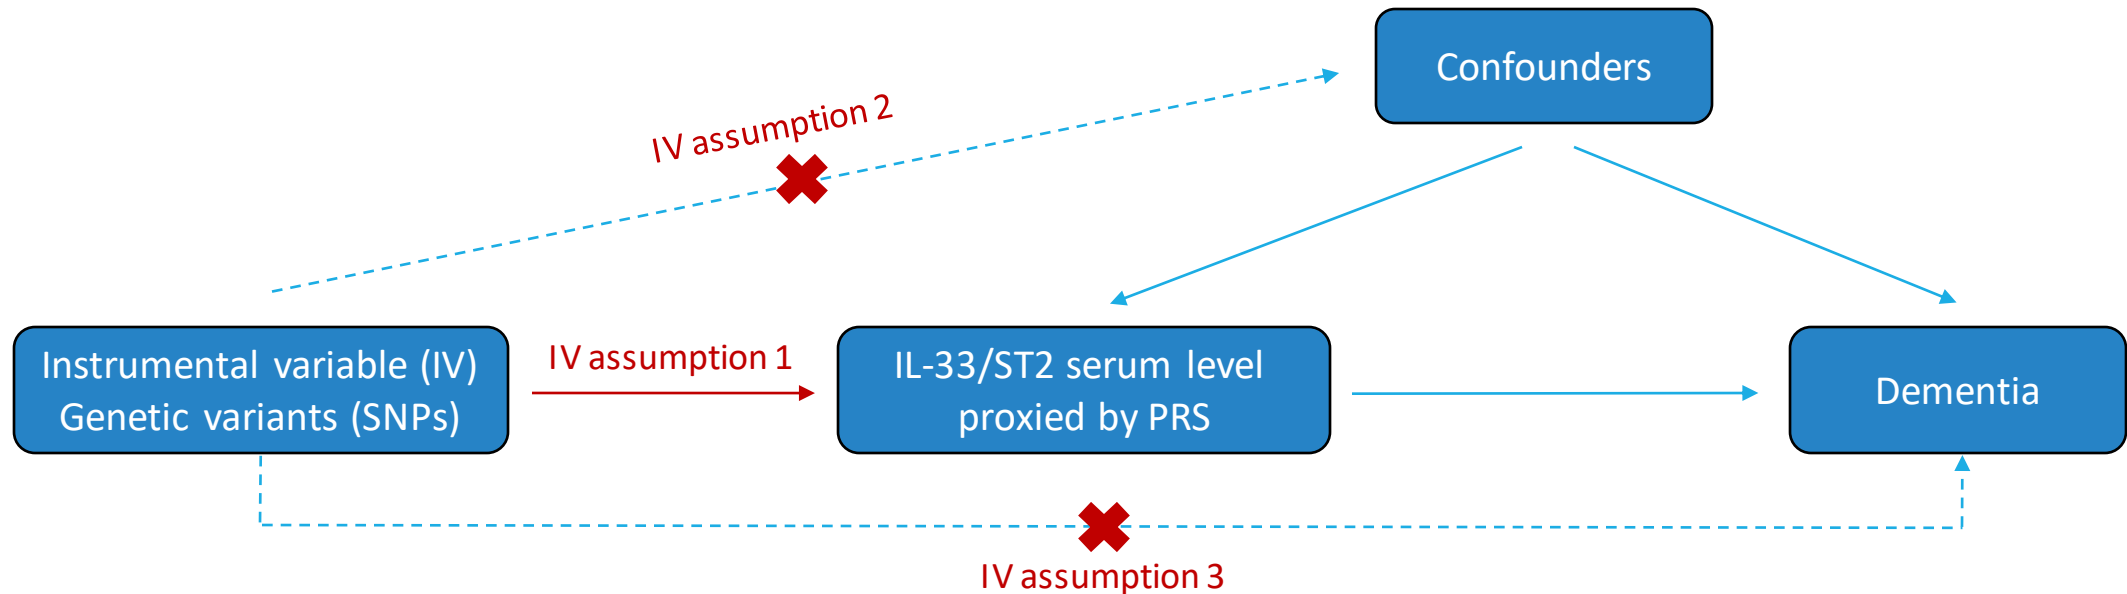 Confounders
IV assumption 2
Instrumental variable (IV)
Genetic variants (SNPs)
IV assumption 1
IL-33/ST2 serum level
proxied by PRS
Dementia
IV assumption 3